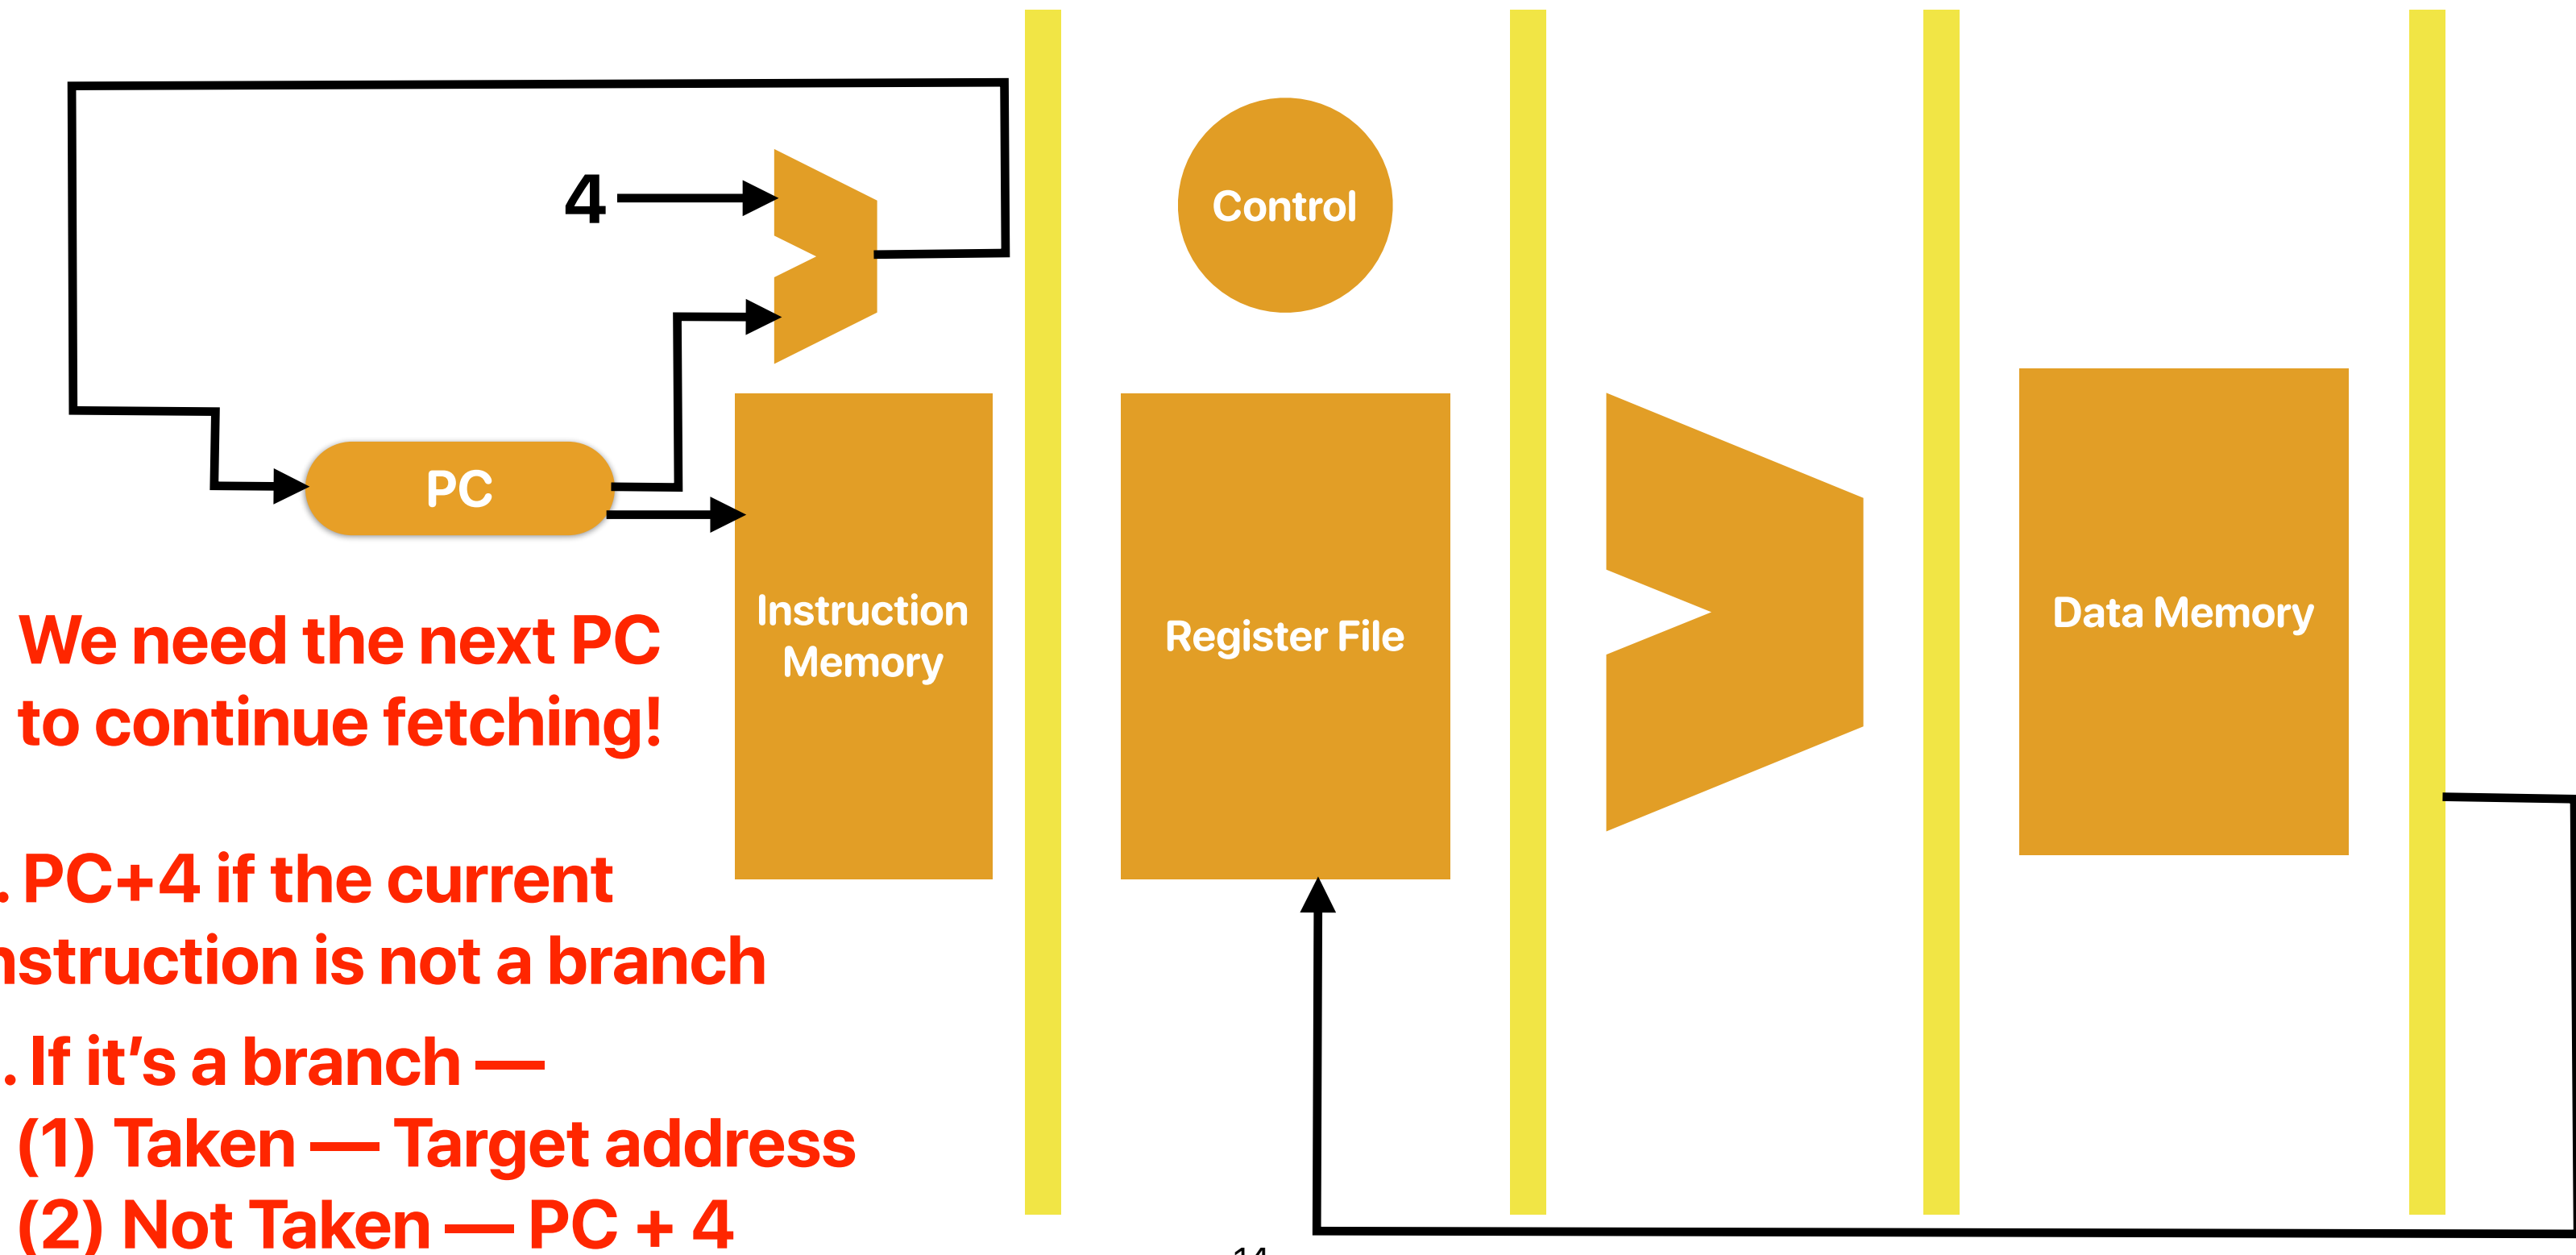 4
Control
PC
Instruction
Memory
Register File
Data Memory
We need the next PC
to continue fetching!
. PC+4 if the current
nstruction is not a branch
. If it’s a branch —
(1) Taken — Target address
(2) Not Taken — PC + 4
14